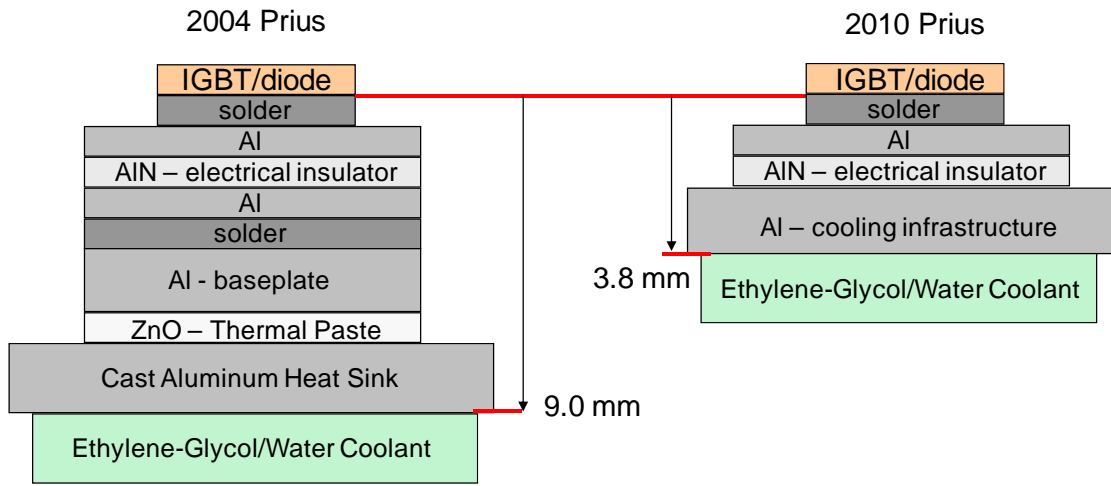 2004 Prius
IGBT/diode
solder
Al
AlN – electrical insulator
Al
solder
Al - baseplate
ZnO – Thermal Paste
Cast Aluminum Heat Sink
Ethylene-Glycol/Water Coolant
9.0 mm
2010 Prius
IGBT/diode
solder
Al
AlN – electrical insulator
Al – cooling infrastructure
3.8 mm
Ethylene-Glycol/Water Coolant